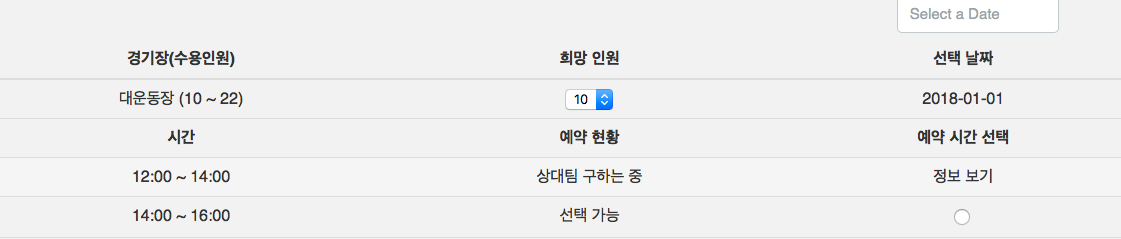 Select a Date
경기장(수용인원) 희망 인원 선택 날짜
대운동장 (10 ~ 22) 10 2018-01-01
시간 예약 현황 예약 시간 선택
12:00 ~ 14:00 상대팀 구하는 중 정보 보기
14:00 ~ 16:00 선택 가능